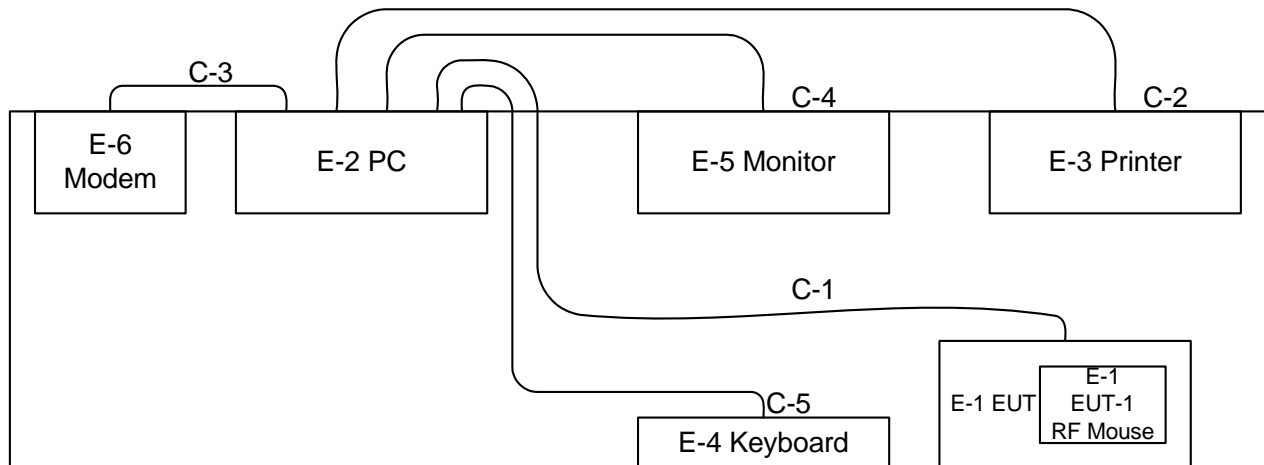 C-3
C-4
C-2
E-6
Modem
E-2 PC
E-5 Monitor
E-3 Printer
C-1
E-1 EUT
E-1
EUT-1
RF Mouse
C-5
E-4 Keyboard